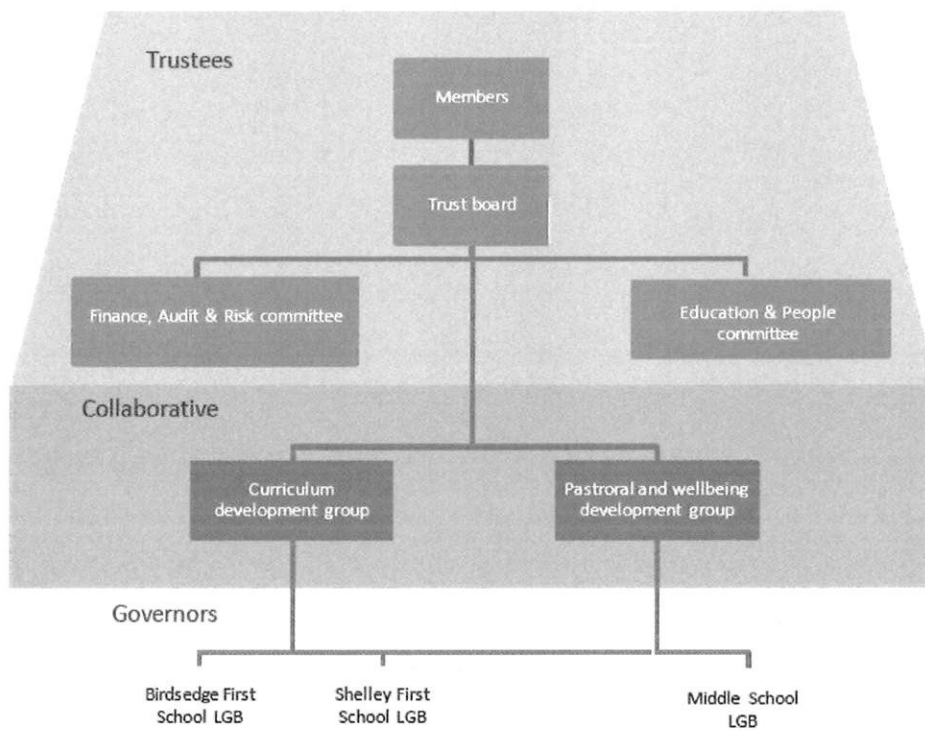 Trustees
Members
Trust board
Finance, Audit & Risk committee
Education & People
committee
Collaborative
Curriculum
development group
Pastroral and wellbeing
development group
Governors
Birdsedge First
School LGB
Shelley First
School LGB
Middle School
LGB